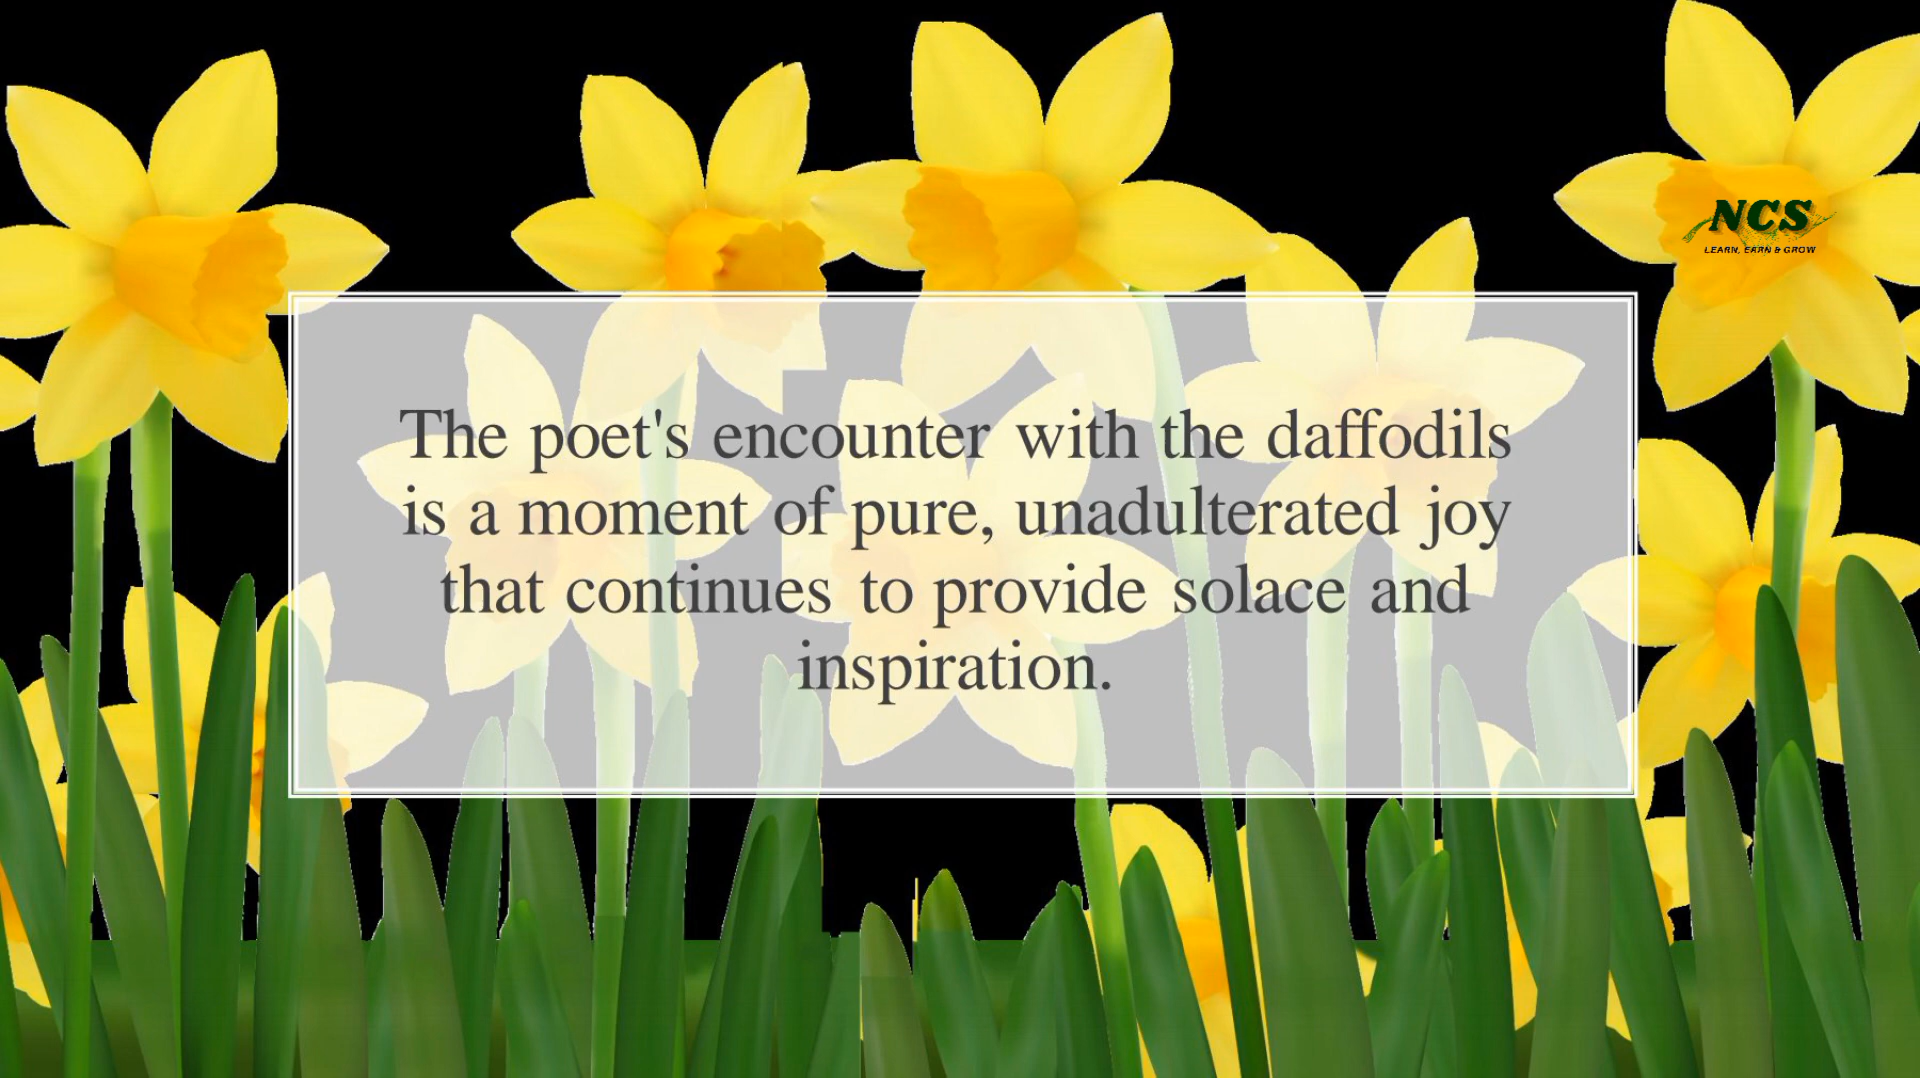 NCS
LEARN, EARN & GROW
The poet's encounter with the daffodils
is a moment of pure, unadulterated joy
that continues to provide solace and
inspiration.